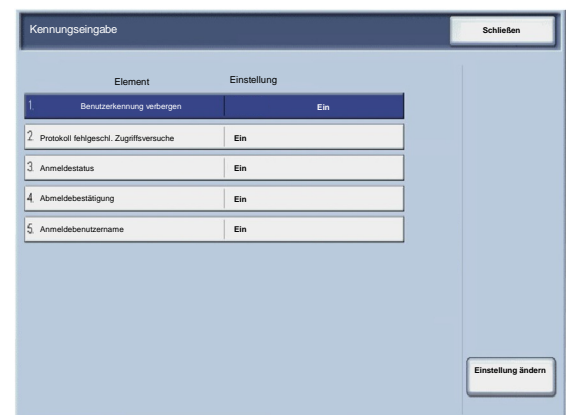 Kennungseingabe
Schließen
Element Einstellung
1. Benutzerkennung verbergen Ein
2. Protokoll fehlgeschl. Zugriffsversuche Ein
3. Anmeldestatus Ein
4. Abmeldebestätigung Ein
5. Anmeldebenutzername Ein
Einstellung ändern